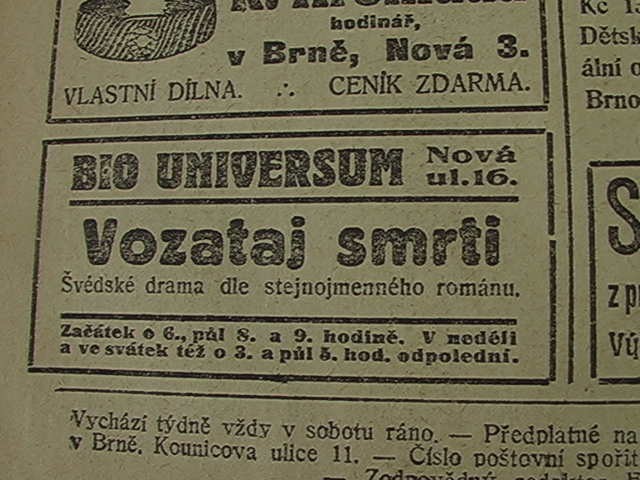 hodinář,
v Brně, Nová 3.
VLASTNÍ DÍLNA. ∴ CENÍK ZDARMA.
BIO UNIVERSUM Nová
ul. 16.
Vozataj smrti
Švédské drama dle stejnojmenného románu.
Začátek o 6., půl 8. a 9. hodině. V neděli
a ve svátek též o 3. a půl 5. hod. odpolední.
Vychází týdně vždy v sobotu ráno. — Předplatné na
v Brně, Kounicova ulice 11. — Číslo poštovní spořit
Kč
Dětsk
ální
Brno
S
z
Vý